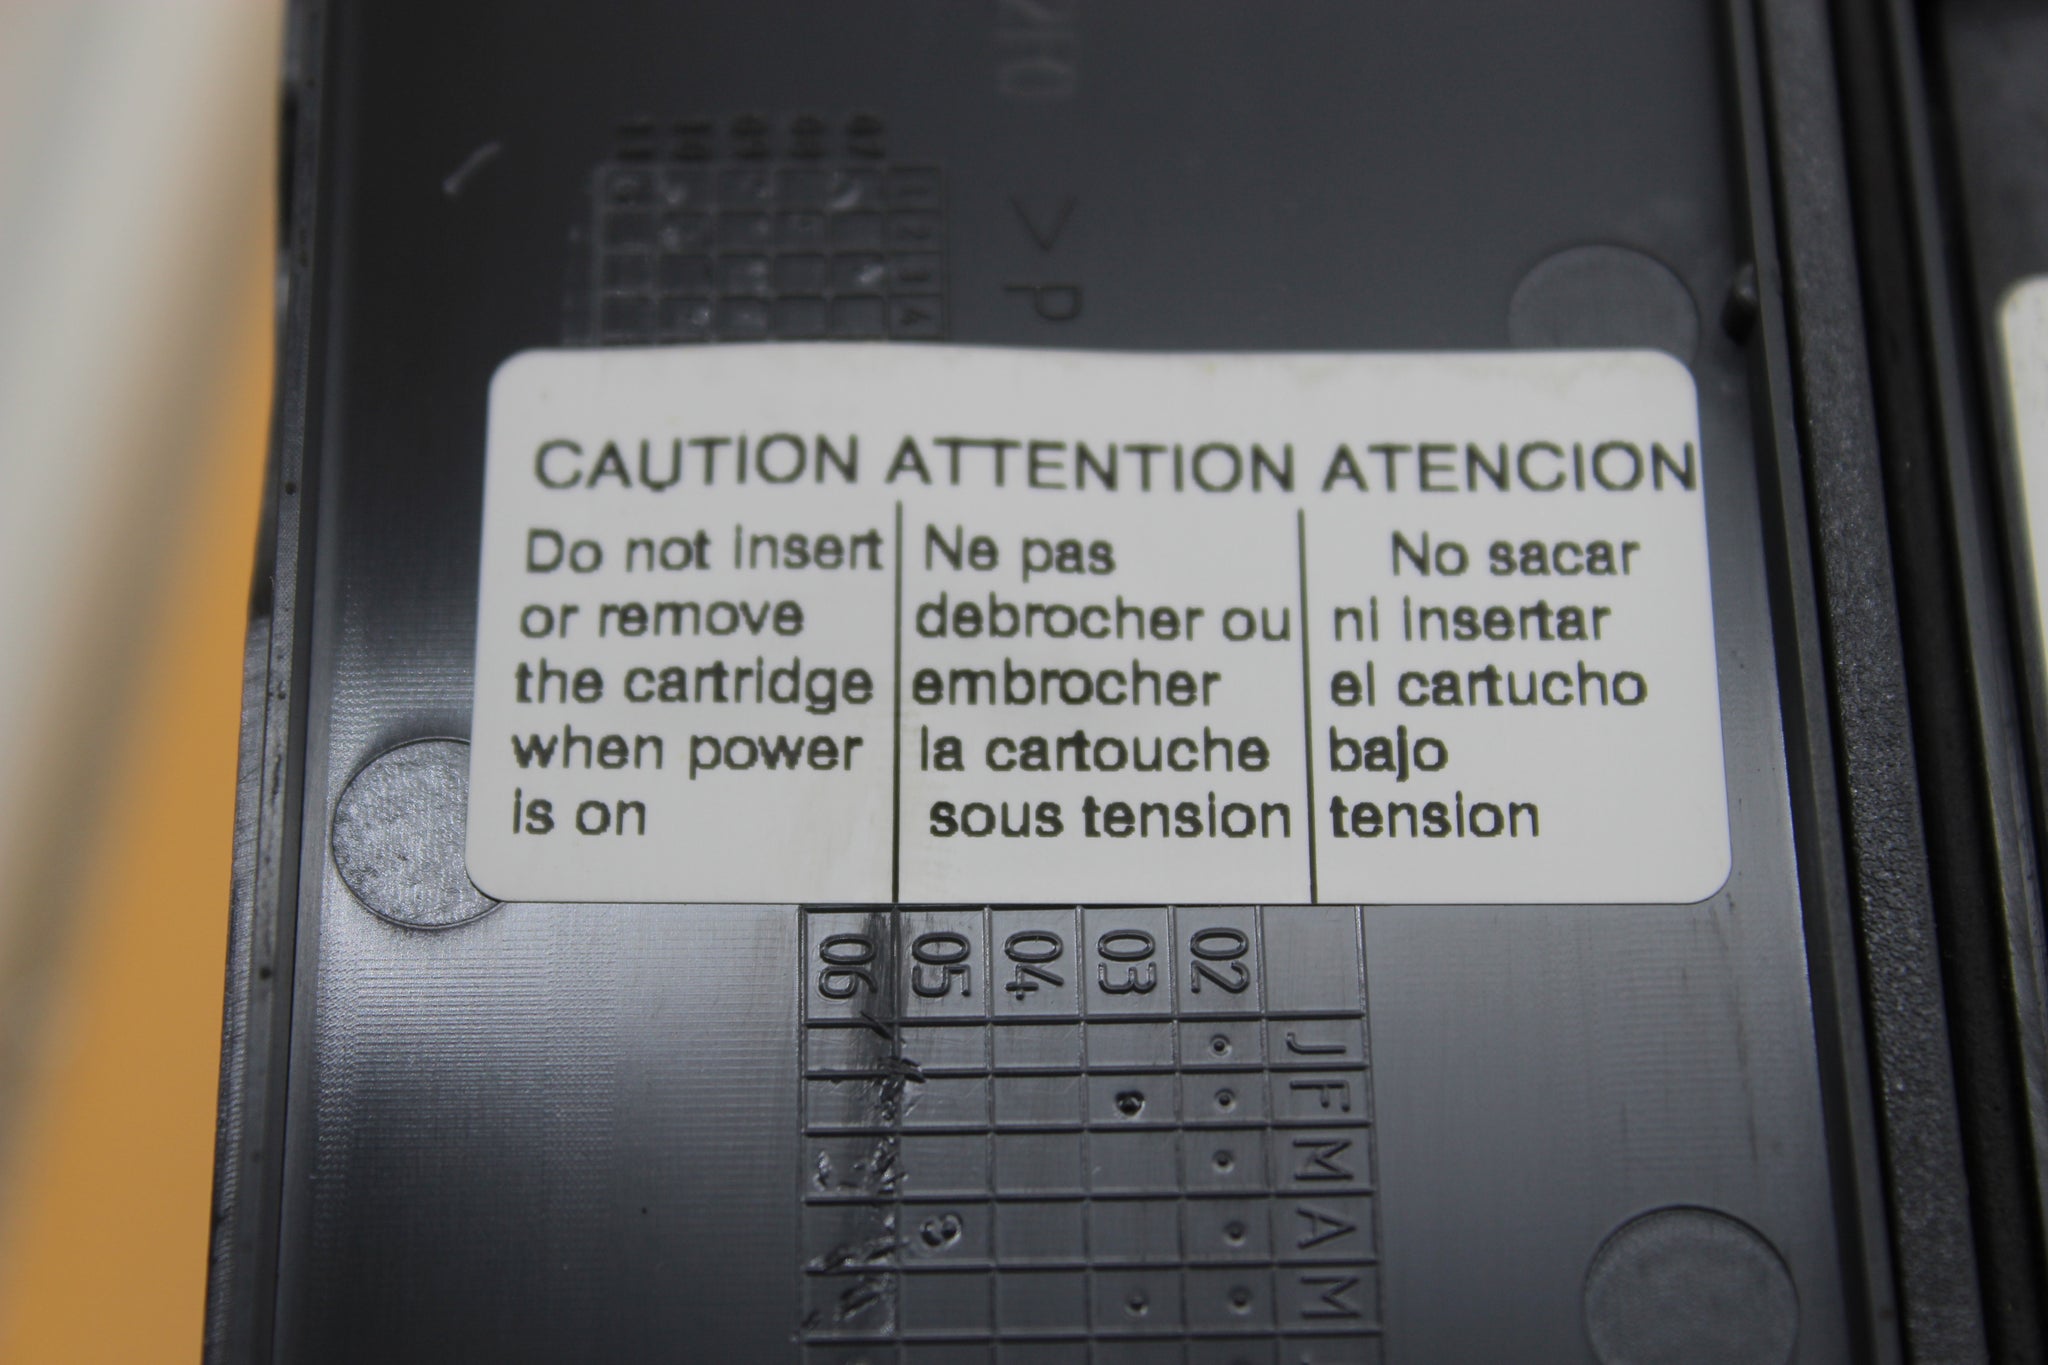 >P
CAUTION ATTENTION ATENCION
Do not insert
or remove
the cartridge
when power
is on
Ne pas
debrocher ou
embrocher
la cartouche
sous tension
No sacar
ni insertar
el cartucho
bajo
tension
06 05 04 03 02
J
F
M
A
M